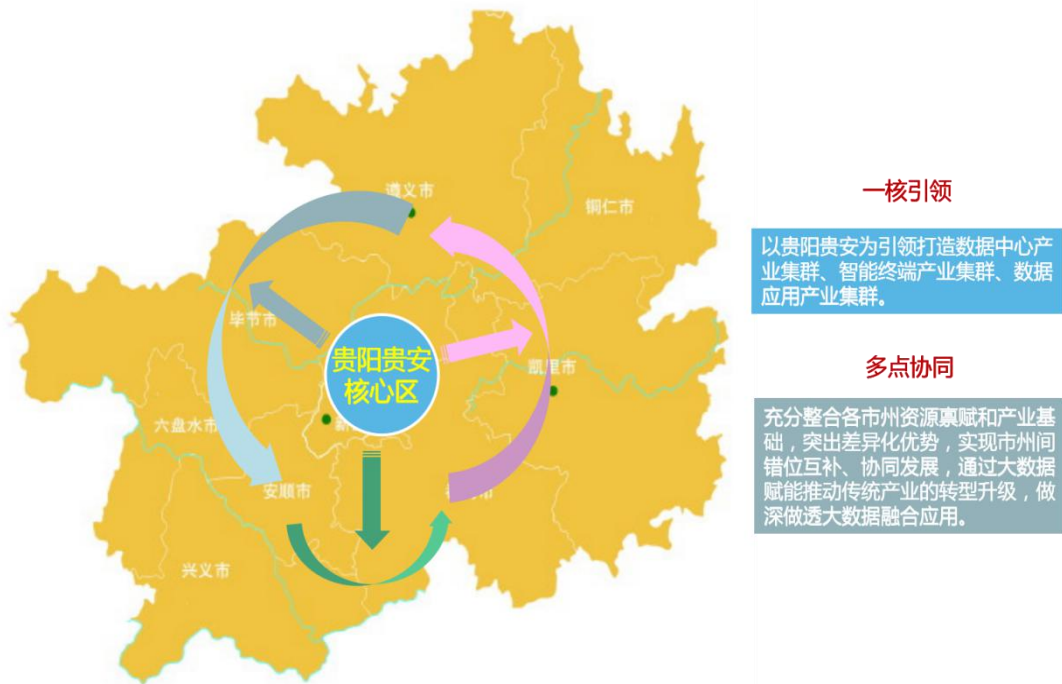 遵义市
铜仁市
毕节市
贵阳贵安
核心区
凯里市
六盘水市
安顺市
兴义市
一核引领
以贵阳贵安为引领打造数据中心产
业集群、智能终端产业集群、数据
应用产业集群。
多点协同
充分整合各市州资源禀赋和产业基
础，突出差异化优势，实现市州间
错位互补、协同发展，通过大数据
赋能推动传统产业的转型升级，做
深做透大数据融合应用。